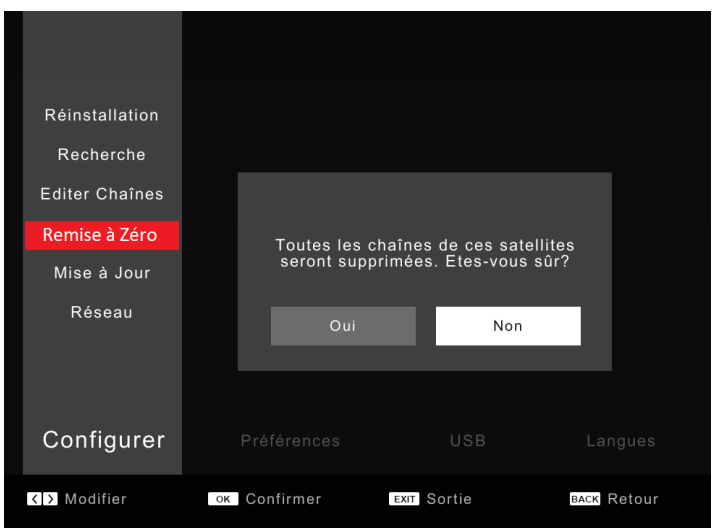 Réinstallation
Recherche
Editer Chaînes
Remise à Zéro
Mise à Jour
Réseau
Toutes les chaînes de ces satellites
seront supprimées. Etes-vous sûr?
Oui Non
Configurer Préférences USB Langues
< > Modifier OK Confirmer EXIT Sortie BACK Retour